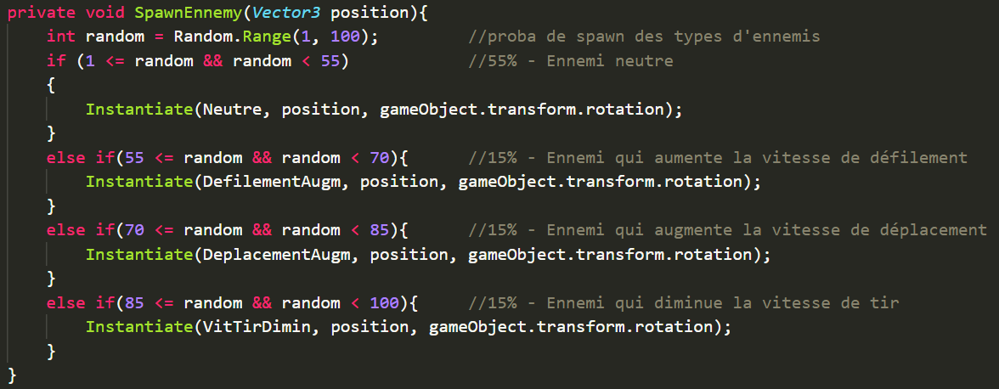 private void SpawnEnnemy(Vector3 position){
    int random = Random.Range(1, 100);         //proba de spawn des types d'ennemis
    if (1 <= random && random < 55)            //55% - Ennemi neutre
    {
        Instantiate(Neutre, position, gameObject.transform.rotation);
    }
    else if(55 <= random && random < 70){      //15% - Ennemi qui aumente la vitesse de défilement
        Instantiate(DefilementAugm, position, gameObject.transform.rotation);
    }
    else if(70 <= random && random < 85){      //15% - Ennemi qui augmente la vitesse de déplacement
        Instantiate(DeplacementAugm, position, gameObject.transform.rotation);
    }
    else if(85 <= random && random < 100){     //15% - Ennemi qui diminue la vitesse de tir
        Instantiate(VitTirDimin, position, gameObject.transform.rotation);
    }
}